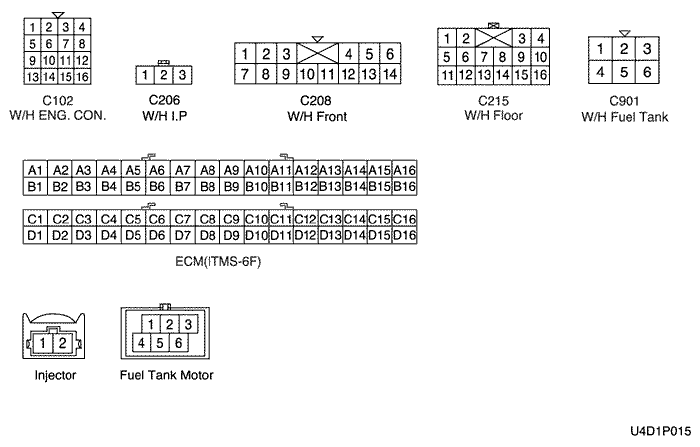 1 2 3 4
5 6 7 8
9 10 11 12
13 14 15 16
C102
W/H ENG. CON.
1 2 3
C206
W/H I.P
1 2 3 4 5 6
7 8 9 10 11 12 13 14
C208
W/H Front
1 2 3 4
5 6 7 8 9 10
11 12 13 14 15 16
C215
W/H Floor
1 2 3
4 5 6
C901
W/H Fuel Tank
A1 A2 A3 A4 A5 A6 A7 A8 A9 A10 A11 A12 A13 A14 A15 A16
B1 B2 B3 B4 B5 B6 B7 B8 B9 B10 B11 B12 B13 B14 B15 B16
C1 C2 C3 C4 C5 C6 C7 C8 C9 C10 C11 C12 C13 C14 C15 C16
D1 D2 D3 D4 D5 D6 D7 D8 D9 D10 D11 D12 D13 D14 D15 D16
ECM(ITMS-6F)
1 2
Injector
1 2 3
4 5 6
Fuel Tank Motor
U4D1P015